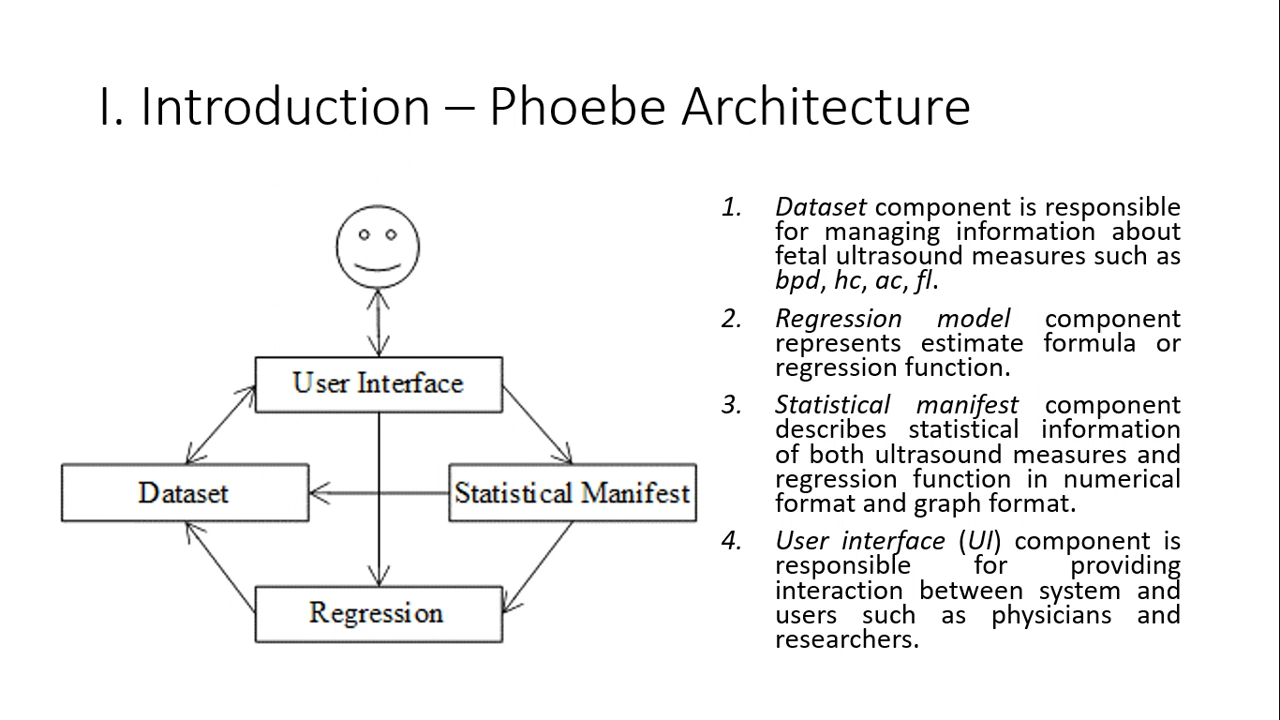 I. Introduction – Phoebe Architecture
User Interface
Dataset
Statistical Manifest
Regression
1. Dataset component is responsible
for managing information about
fetal ultrasound measures such as
bpd, hc, ac, fl.
2. Regression model component
represents estimate formula or
regression function.
3. Statistical manifest component
describes statistical information
of both ultrasound measures and
regression function in numerical
format and graph format.
4. User interface (UI) component is
responsible for providing
interaction between system and
users such as physicians and
researchers.